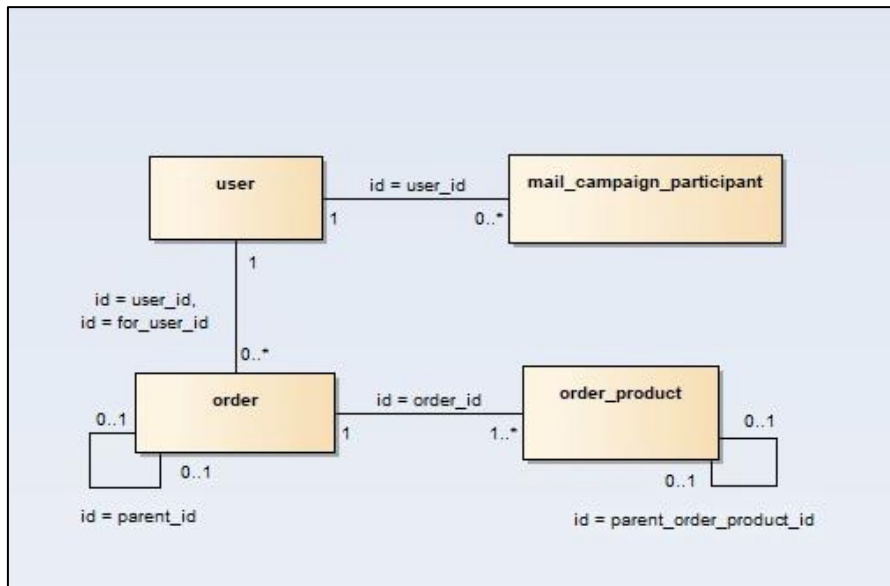 user
mail_campaign_participant
id = user_id
1
0..*
1
id = user_id,
id = for_user_id
0..*
order
order_product
id = order_id
1
1..*
0..1
0..1
id = parent_id
0..1
0..1
id = parent_order_product_id